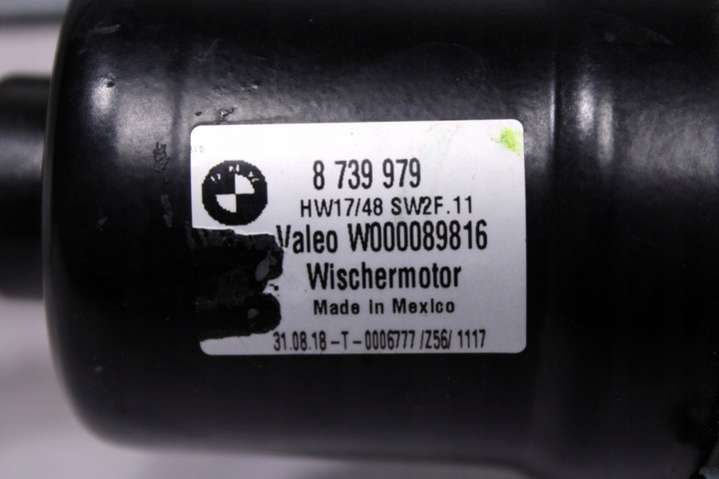 8 739 979
HW17/48 SW2F.11
Valeo W000089816
Wischermotor
Made in Mexico
31.08.18-T-0006777/Z56/1117